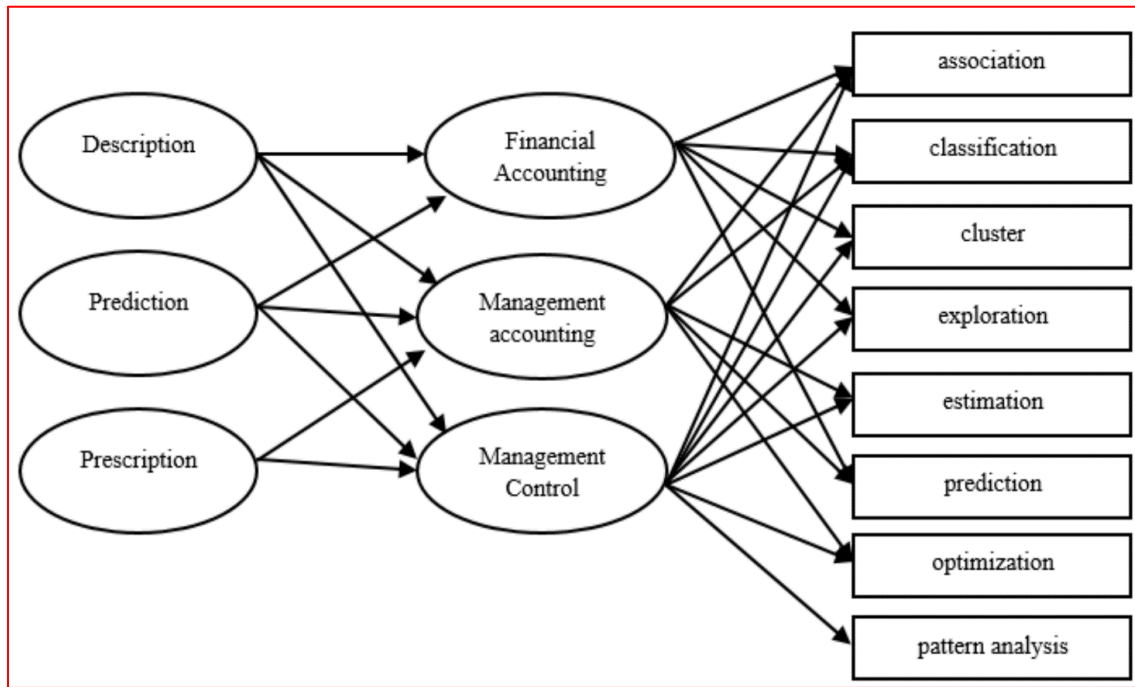 Description
Prediction
Prescription
Financial
Accounting
Management
accounting
Management
Control
association
classification
cluster
exploration
estimation
prediction
optimization
pattern analysis